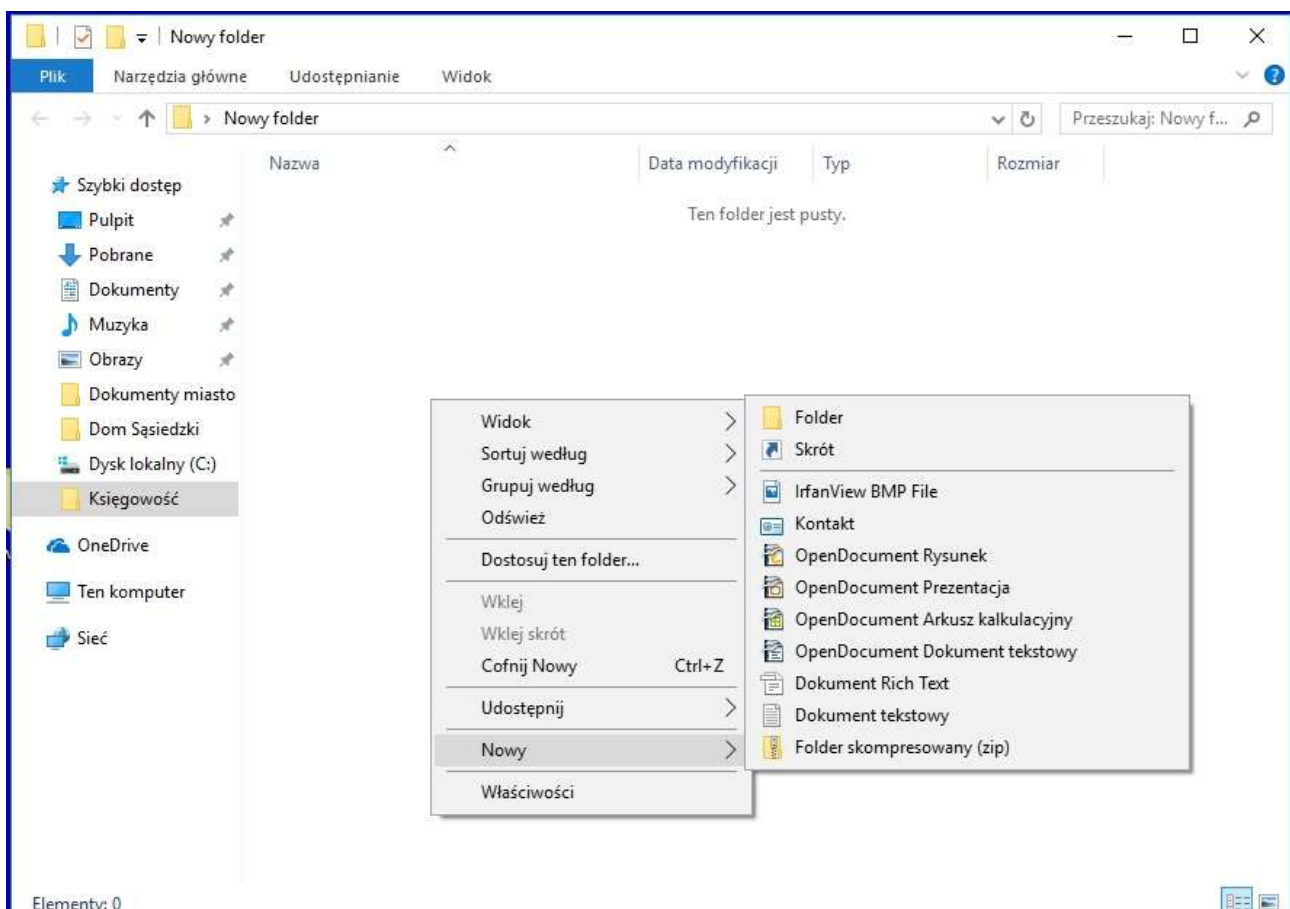 Nowy folder
Plik Narzędzia główne Udostępnianie Widok
Nowy folder Przeszukaj: Nowy f...
Nazwa Data modyfikacji Typ Rozmiar
Ten folder jest pusty.
Szybki dostęp
Pulpit
Pobrane
Dokumenty
Muzyka
Obrazy
Dokumenty miasto
Dom Sąsiedzki
Dysk lokalny (C:)
Księgowość
OneDrive
Ten komputer
Sieć
Widok
Sortuj według
Grupuj według
Odśwież
Dostosuj ten folder...
Wklej
Wklej skrót
Cofnij Nowy Ctrl+Z
Udostępnij
Nowy
Właściwości
Folder
Skrót
IrfanView BMP File
Kontakt
OpenDocument Rysunek
OpenDocument Prezentacja
OpenDocument Arkusz kalkulacyjny
OpenDocument Dokument tekstowy
Dokument Rich Text
Dokument tekstowy
Folder skompresowany (zip)
Elementy: 0